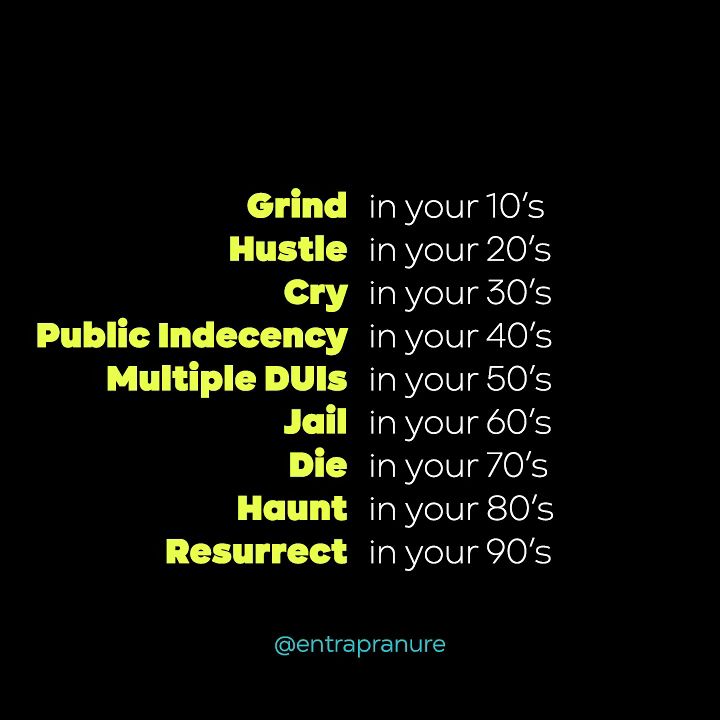 Grind in your 10's
Hustle in your 20's
Cry in your 30's
Public Indecency in your 40's
Multiple DUIs in your 50's
Jail in your 60's
Die in your 70's
Haunt in your 80's
Resurrect in your 90's
@entrapranure